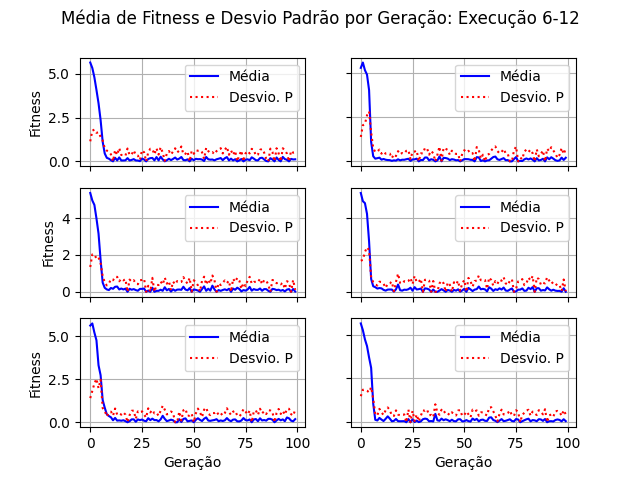 Média de Fitness e Desvio Padrão por Geração: Execução 6-12
5.0
2.5
0.0
Fitness
Média
Desvio. P
Média
Desvio. P
4
2
0
Fitness
Média
Desvio. P
Média
Desvio. P
5.0
2.5
0.0
Fitness
Média
Desvio. P
Média
Desvio. P
0 25 50 75 100
0 25 50 75 100
Geração
Geração